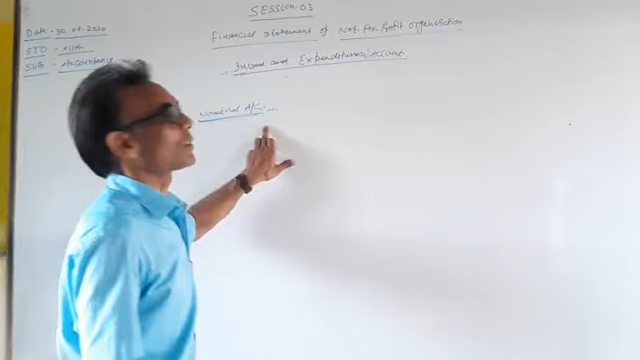 SESSION-03
Date - 30.07.2020
STD - XIIth
SUB - Accountancy
Financial statement of Not-for-Profit organisation
Income and Expenditure Account
Nominal A/C -